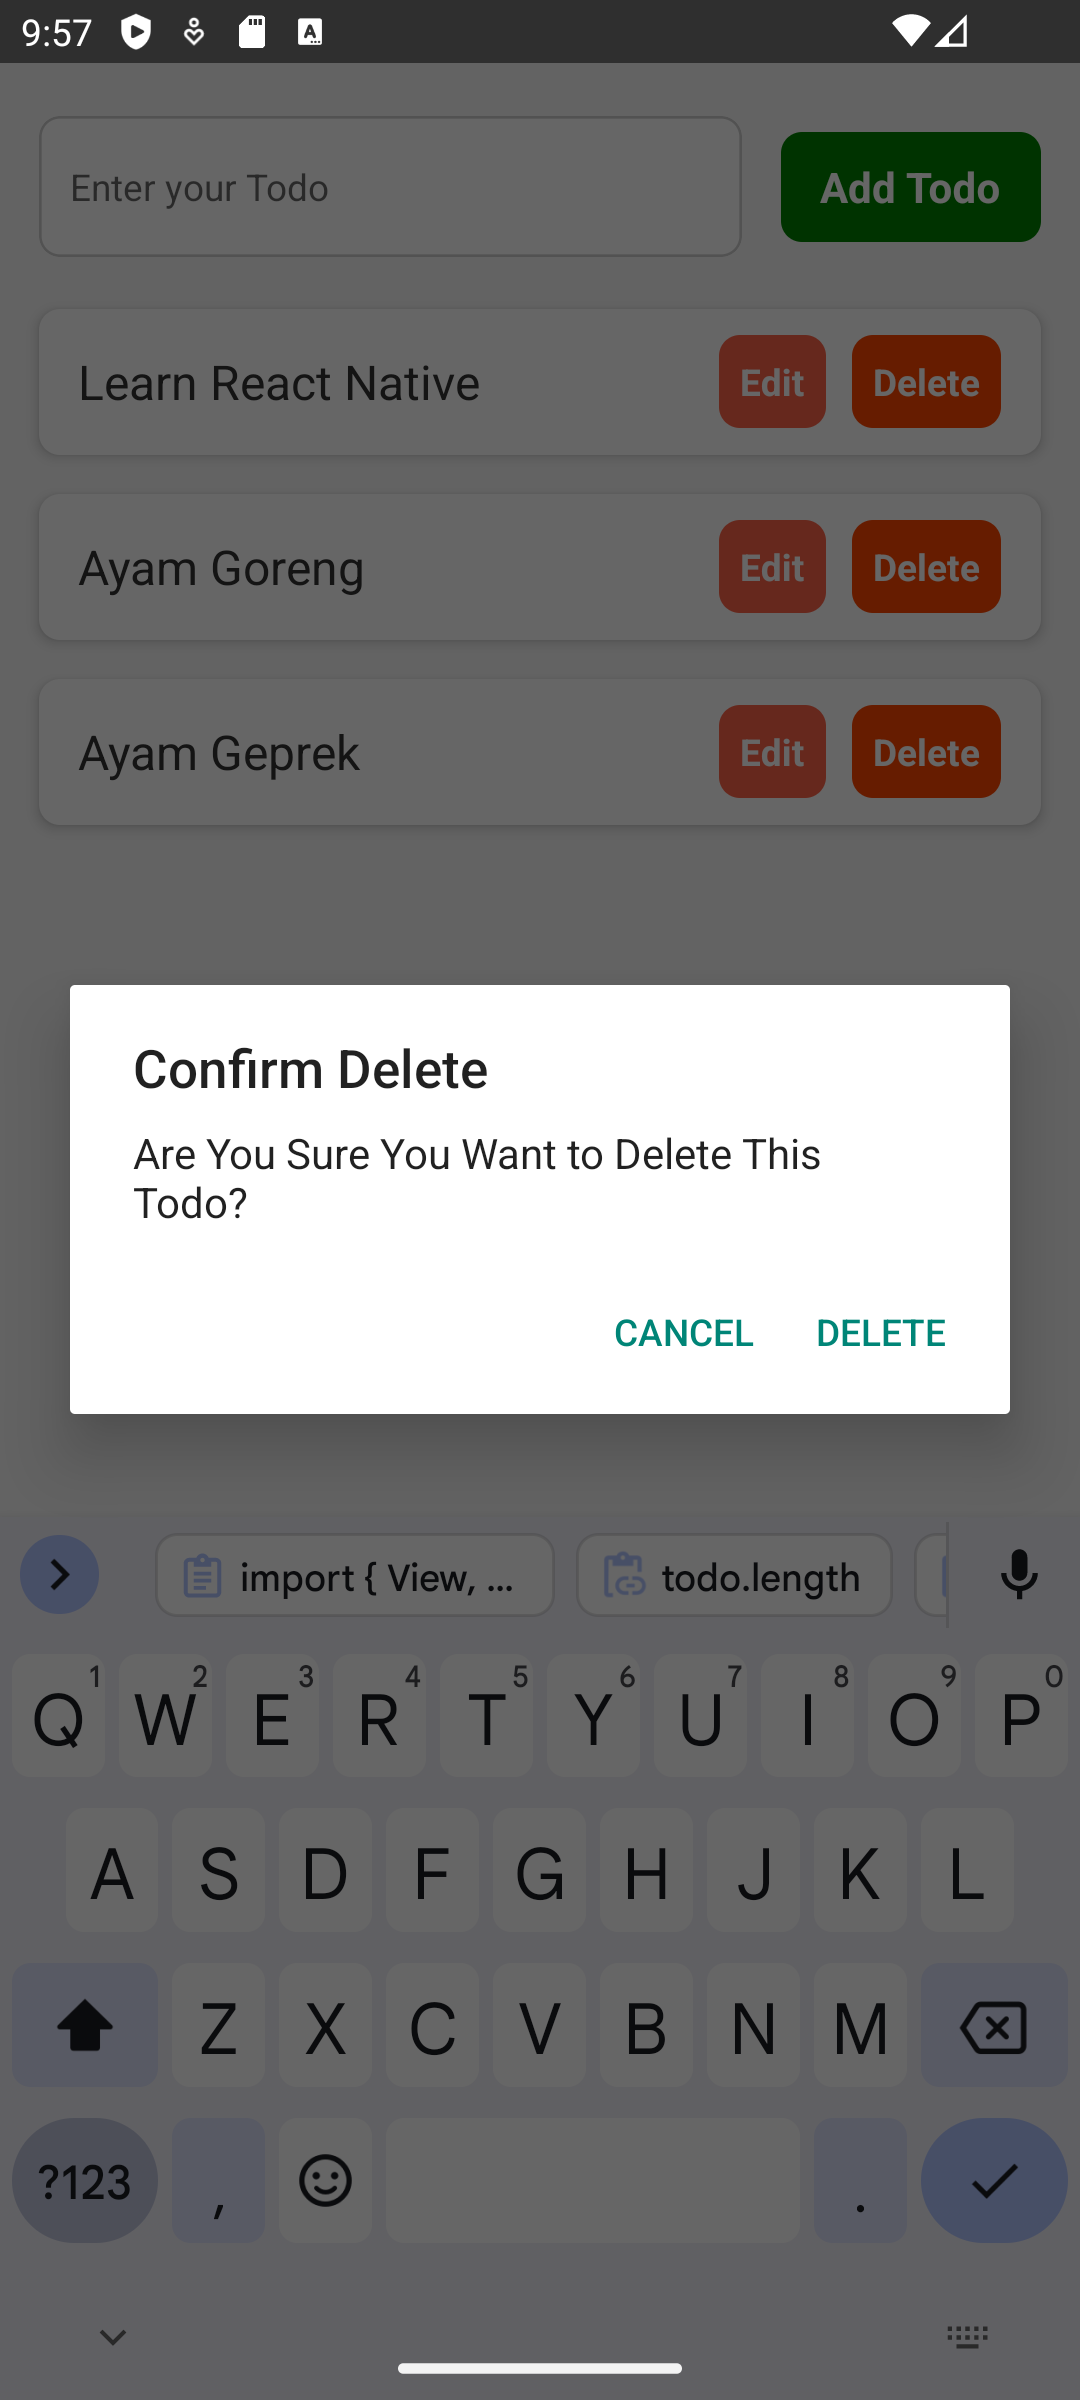 9:57
Enter your Todo
Add Todo
Learn React Native
Edit
Delete
Ayam Goreng
Edit
Delete
Ayam Geprek
Edit
Delete
Confirm Delete
Are You Sure You Want to Delete This
Todo?
CANCEL
DELETE
import { View, ...
todo.length
Q 1 W 2 E 3 R 4 T 5 Y 6 U 7 I 8 O 9 P 0
A S D F G H J K L
Z X C V B N M
?123 , .